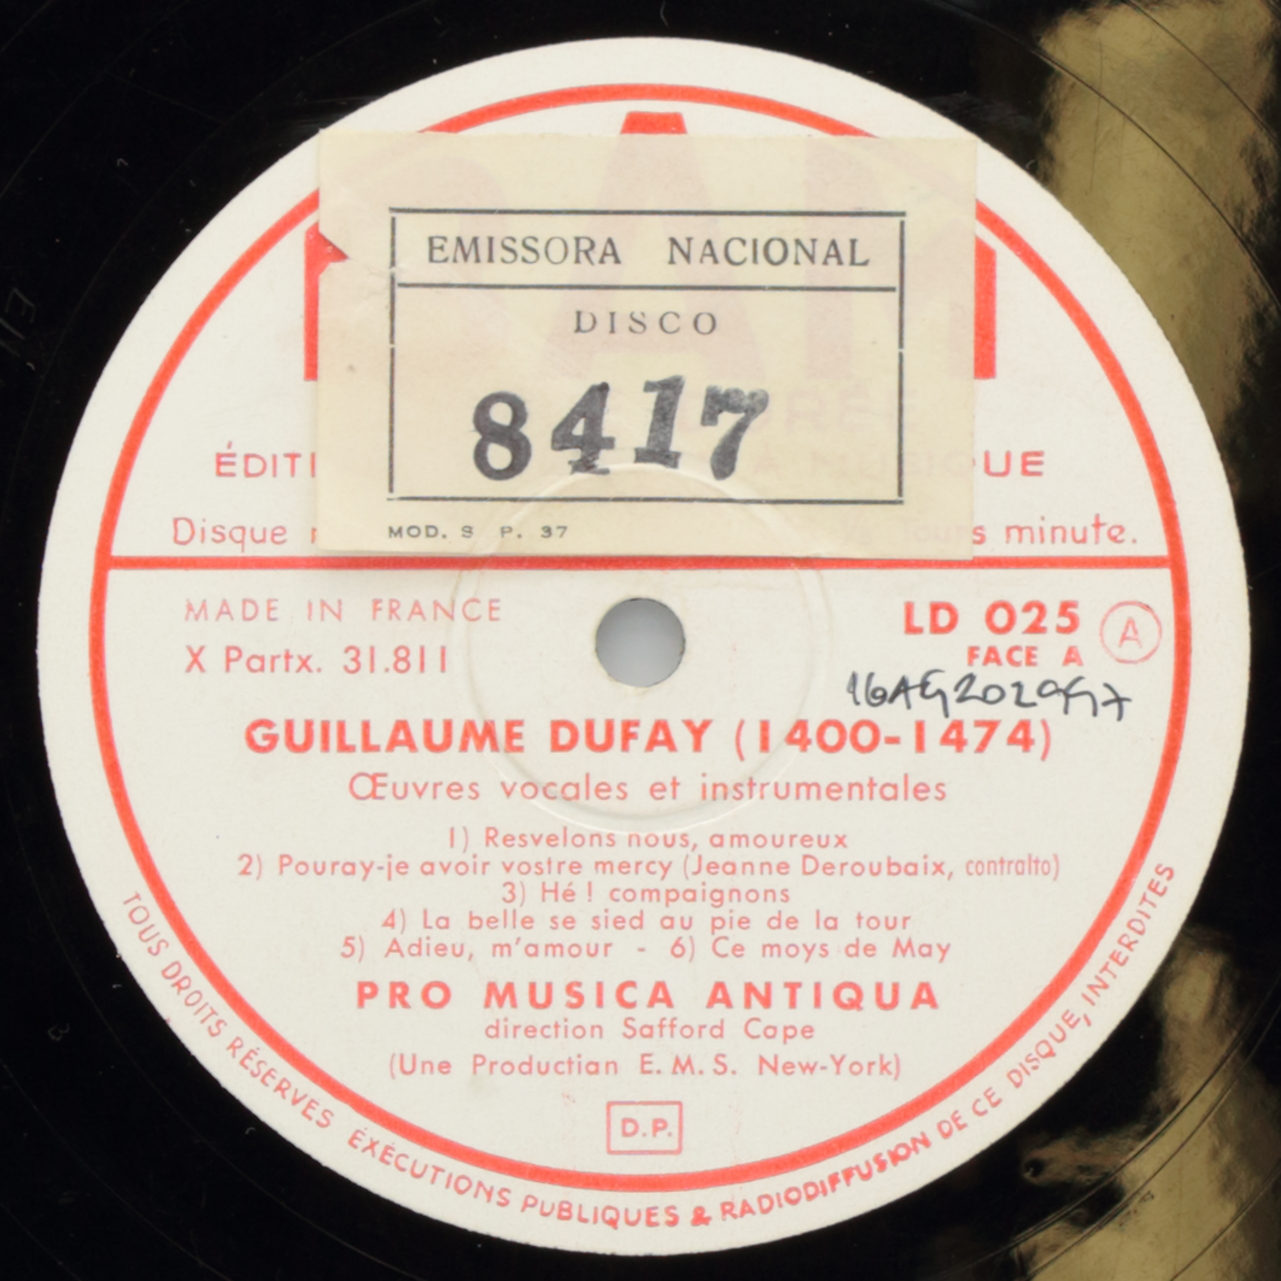 EMISSORA NACIONAL
DISCO
8417
MOD. S P. 37
ÉDITI A MUSIQUE
Disque tours minute.
MADE IN FRANCE
X Partx. 31.811
LD 025 A
FACE A
GUILLAUME DUFAY (1400-1474)
Œuvres vocales et instrumentales
1) Resvelons nous, amoureux
2) Pouray-je avoir vostre mercy (Jeanne Deroubaix, contralto)
3) Hé ! compaignons
4) La belle se sied au pie de la tour
5) Adieu, m'amour - 6) Ce moys de May
PRO MUSICA ANTIQUA
direction Safford Cape
(Une Productian E. M. S. New-York)
D.P.
TOUS DROITS RÉSERVÉS EXÉCUTIONS PUBLIQUES & RADIODIFFUSION DE CE DISQUE, INTERDITES